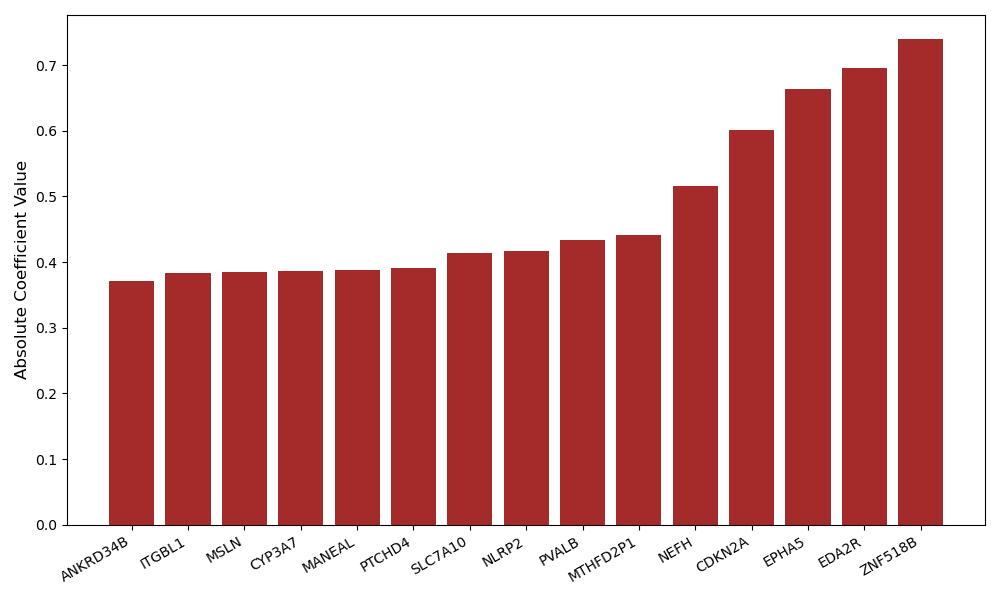 Absolute Coefficient Value
0.7
0.6
0.5
0.4
0.3
0.2
0.1
0.0
ANKRD34B
ITGBL1
MSLN
CYP3A7
MANEAL
PTCHD4
SLC7A10
NLRP2
PVALB
MTHFD2P1
NEFH
CDKN2A
EPHA5
EDA2R
ZNF518B